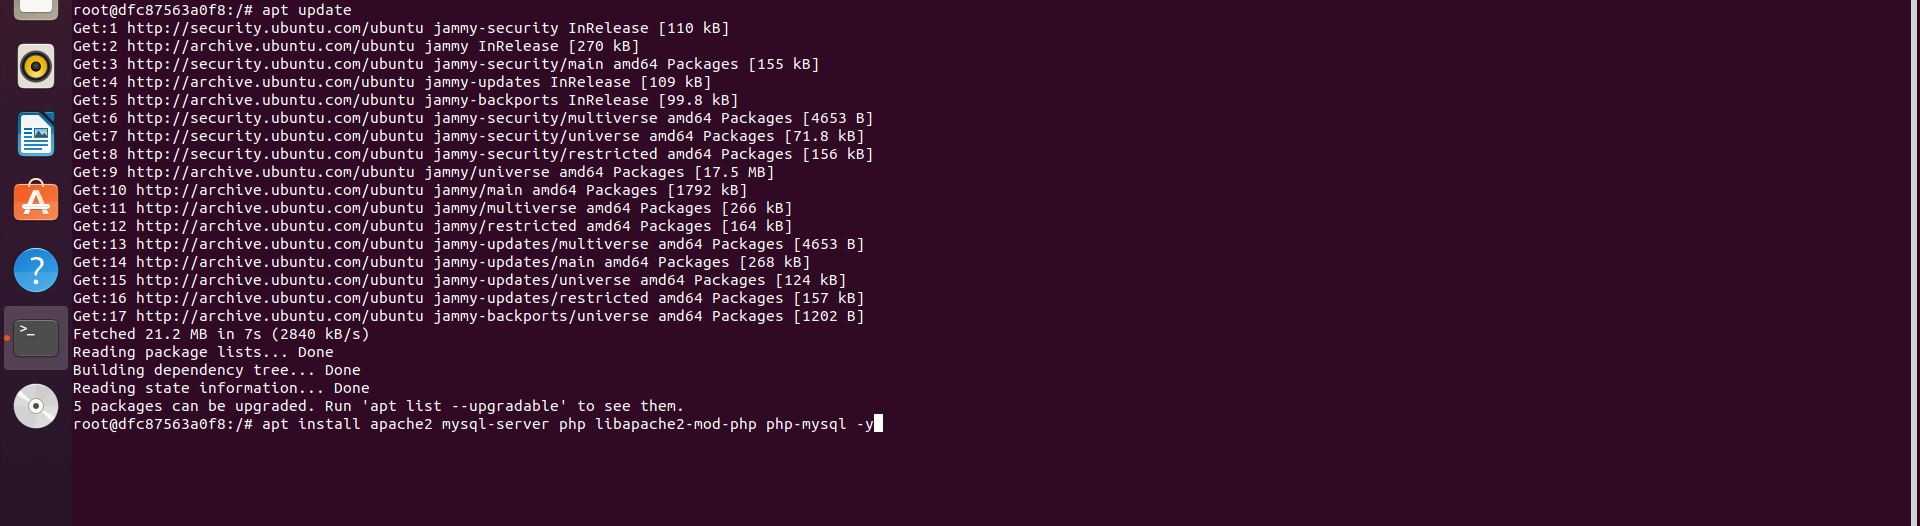 root@dfc87563a0f8:/# apt update
Get:1 http://security.ubuntu.com/ubuntu jammy-security InRelease [110 kB]
Get:2 http://archive.ubuntu.com/ubuntu jammy InRelease [270 kB]
Get:3 http://security.ubuntu.com/ubuntu jammy-security/main amd64 Packages [155 kB]
Get:4 http://archive.ubuntu.com/ubuntu jammy-updates InRelease [109 kB]
Get:5 http://archive.ubuntu.com/ubuntu jammy-backports InRelease [99.8 kB]
Get:6 http://security.ubuntu.com/ubuntu jammy-security/multiverse amd64 Packages [4653 B]
Get:7 http://security.ubuntu.com/ubuntu jammy-security/universe amd64 Packages [71.8 kB]
Get:8 http://security.ubuntu.com/ubuntu jammy-security/restricted amd64 Packages [156 kB]
Get:9 http://archive.ubuntu.com/ubuntu jammy/universe amd64 Packages [17.5 MB]
Get:10 http://archive.ubuntu.com/ubuntu jammy/main amd64 Packages [1792 kB]
Get:11 http://archive.ubuntu.com/ubuntu jammy/multiverse amd64 Packages [266 kB]
Get:12 http://archive.ubuntu.com/ubuntu jammy/restricted amd64 Packages [164 kB]
Get:13 http://archive.ubuntu.com/ubuntu jammy-updates/multiverse amd64 Packages [4653 B]
Get:14 http://archive.ubuntu.com/ubuntu jammy-updates/main amd64 Packages [268 kB]
Get:15 http://archive.ubuntu.com/ubuntu jammy-updates/universe amd64 Packages [124 kB]
Get:16 http://archive.ubuntu.com/ubuntu jammy-updates/restricted amd64 Packages [157 kB]
Get:17 http://archive.ubuntu.com/ubuntu jammy-backports/universe amd64 Packages [1202 B]
Fetched 21.2 MB in 7s (2840 kB/s)
Reading package lists... Done
Building dependency tree... Done
Reading state information... Done
5 packages can be upgraded. Run 'apt list --upgradable' to see them.
root@dfc87563a0f8:/# apt install apache2 mysql-server php libapache2-mod-php php-mysql -y